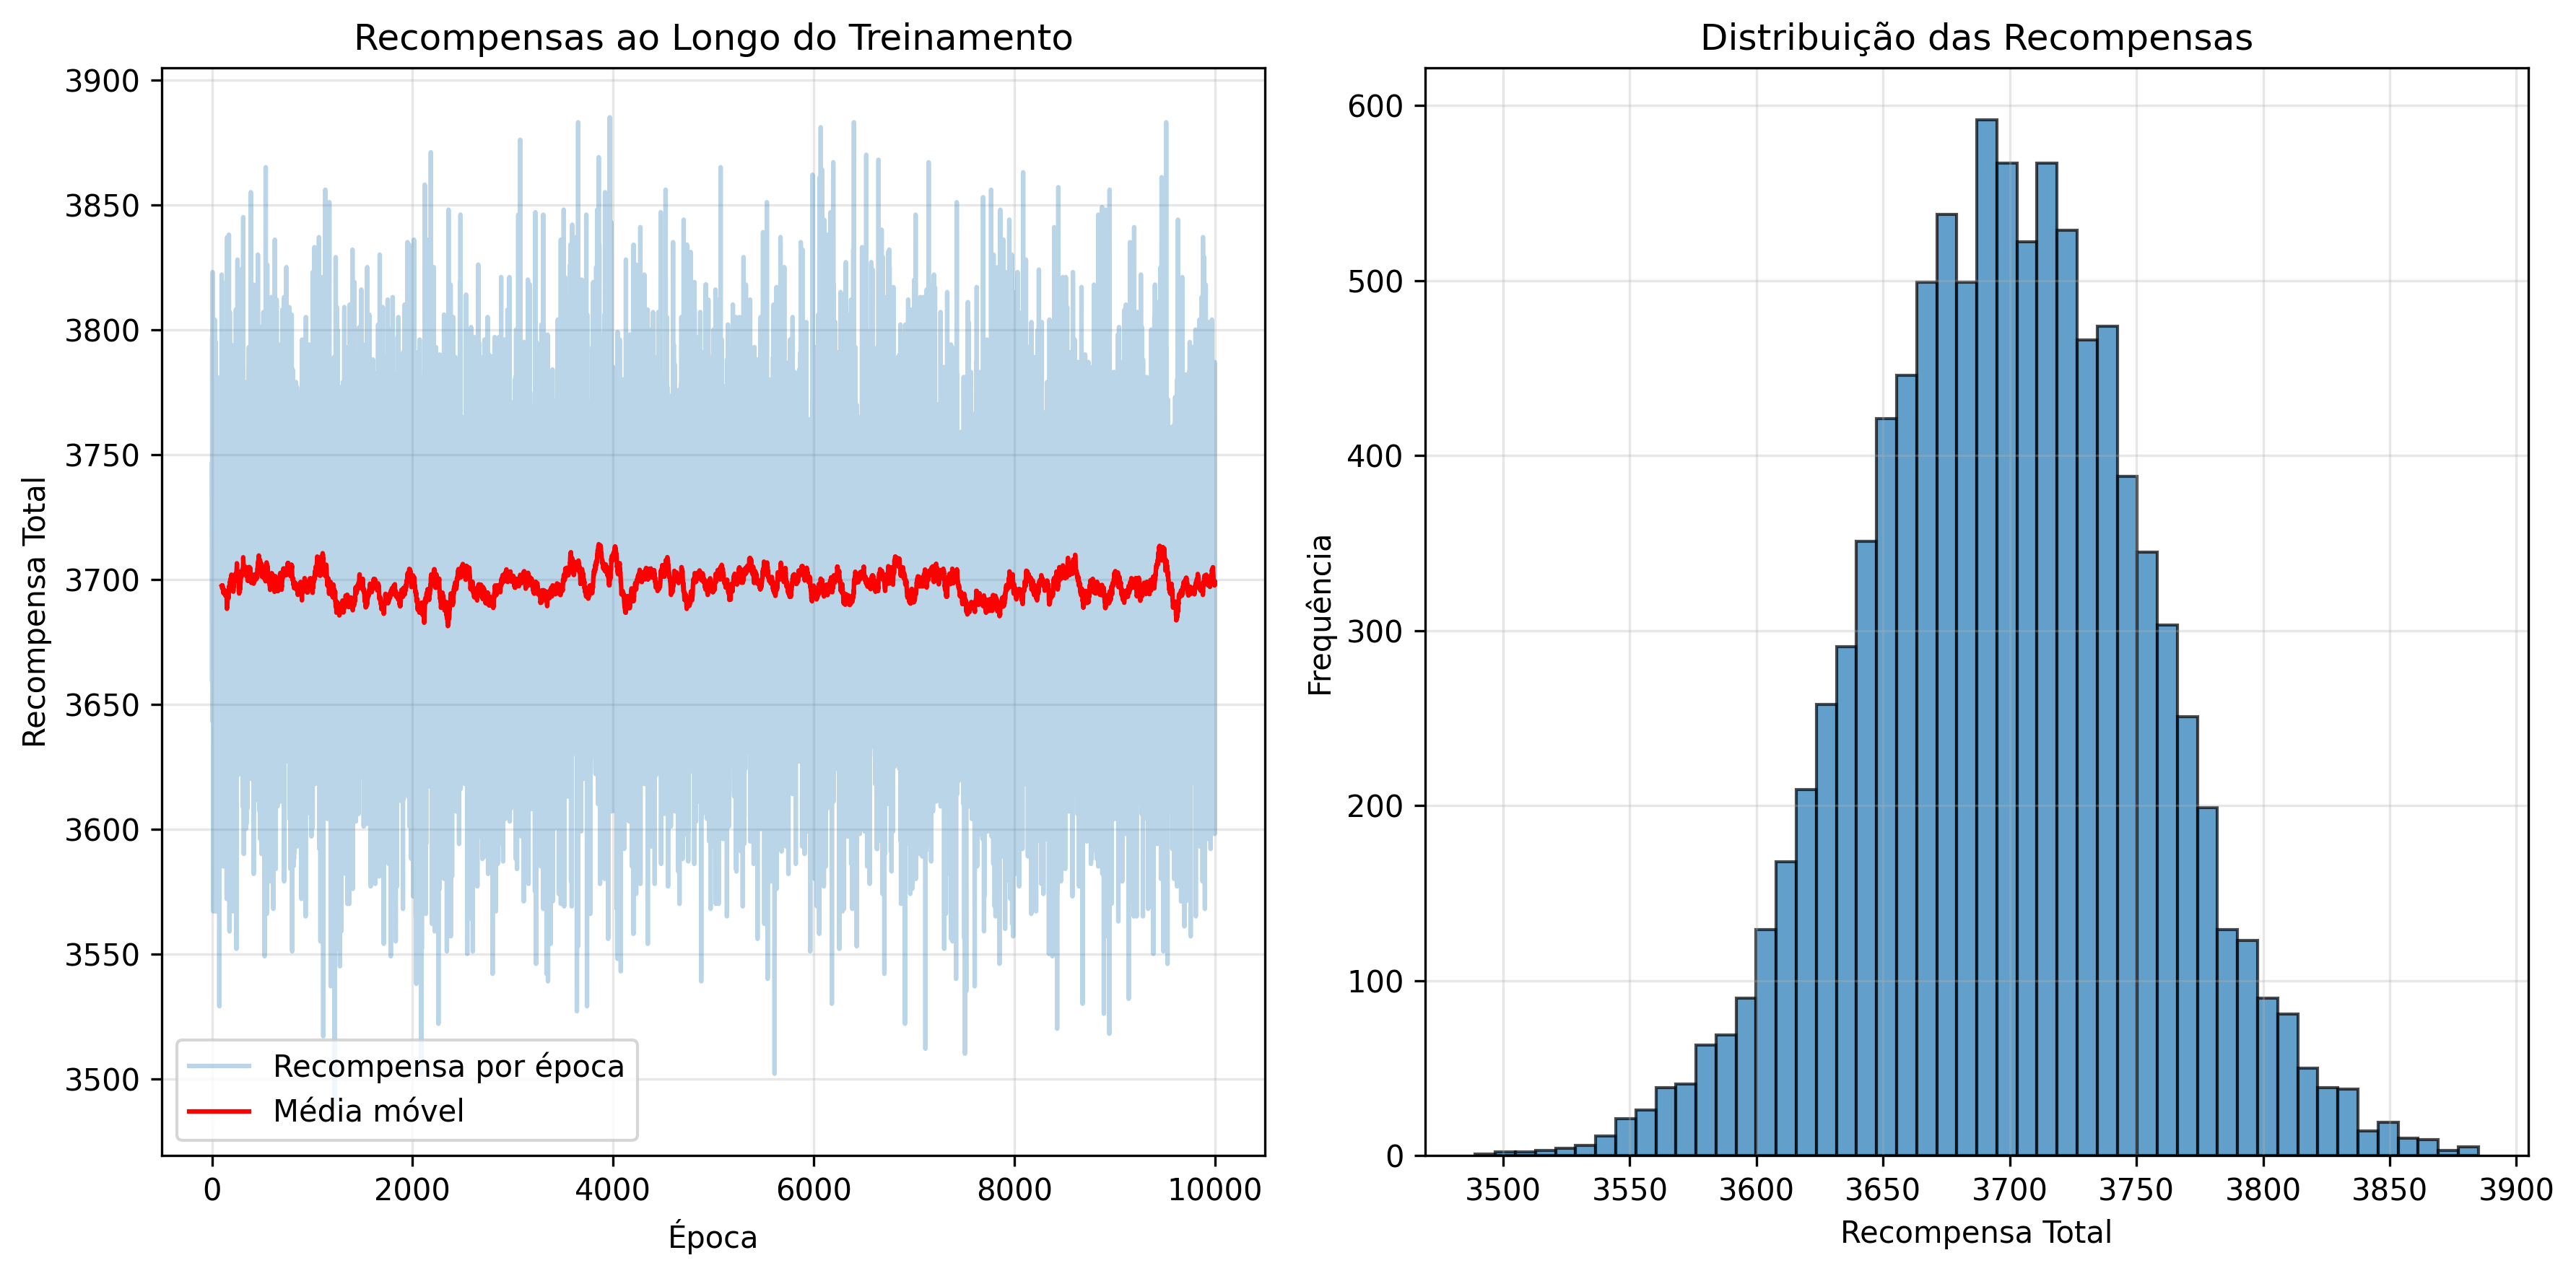 Recompensas ao Longo do Treinamento
3900
3850
3800
3750
3700
3650
3600
3550
3500
Recompensa Total
Recompensa por época
Média móvel
0 2000 4000 6000 8000 10000
Época
Distribuição das Recompensas
600
500
400
300
200
100
0
Frequência
3500 3550 3600 3650 3700 3750 3800 3850 3900
Recompensa Total